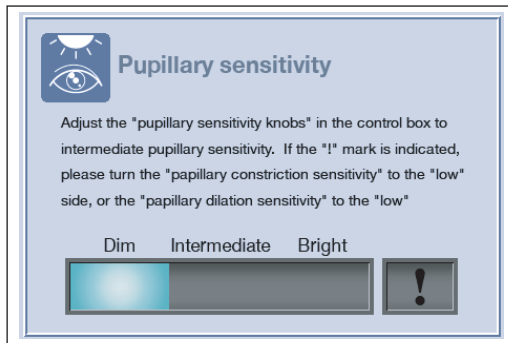 Pupillary sensitivity
Adjust the "pupillary sensitivity knobs" in the control box to
intermediate pupillary sensitivity.  If the "!" mark is indicated,
please turn the "papillary constriction sensitivity" to the "low"
side, or the "papillary dilation sensitivity" to the "low"
Dim Intermediate Bright
!